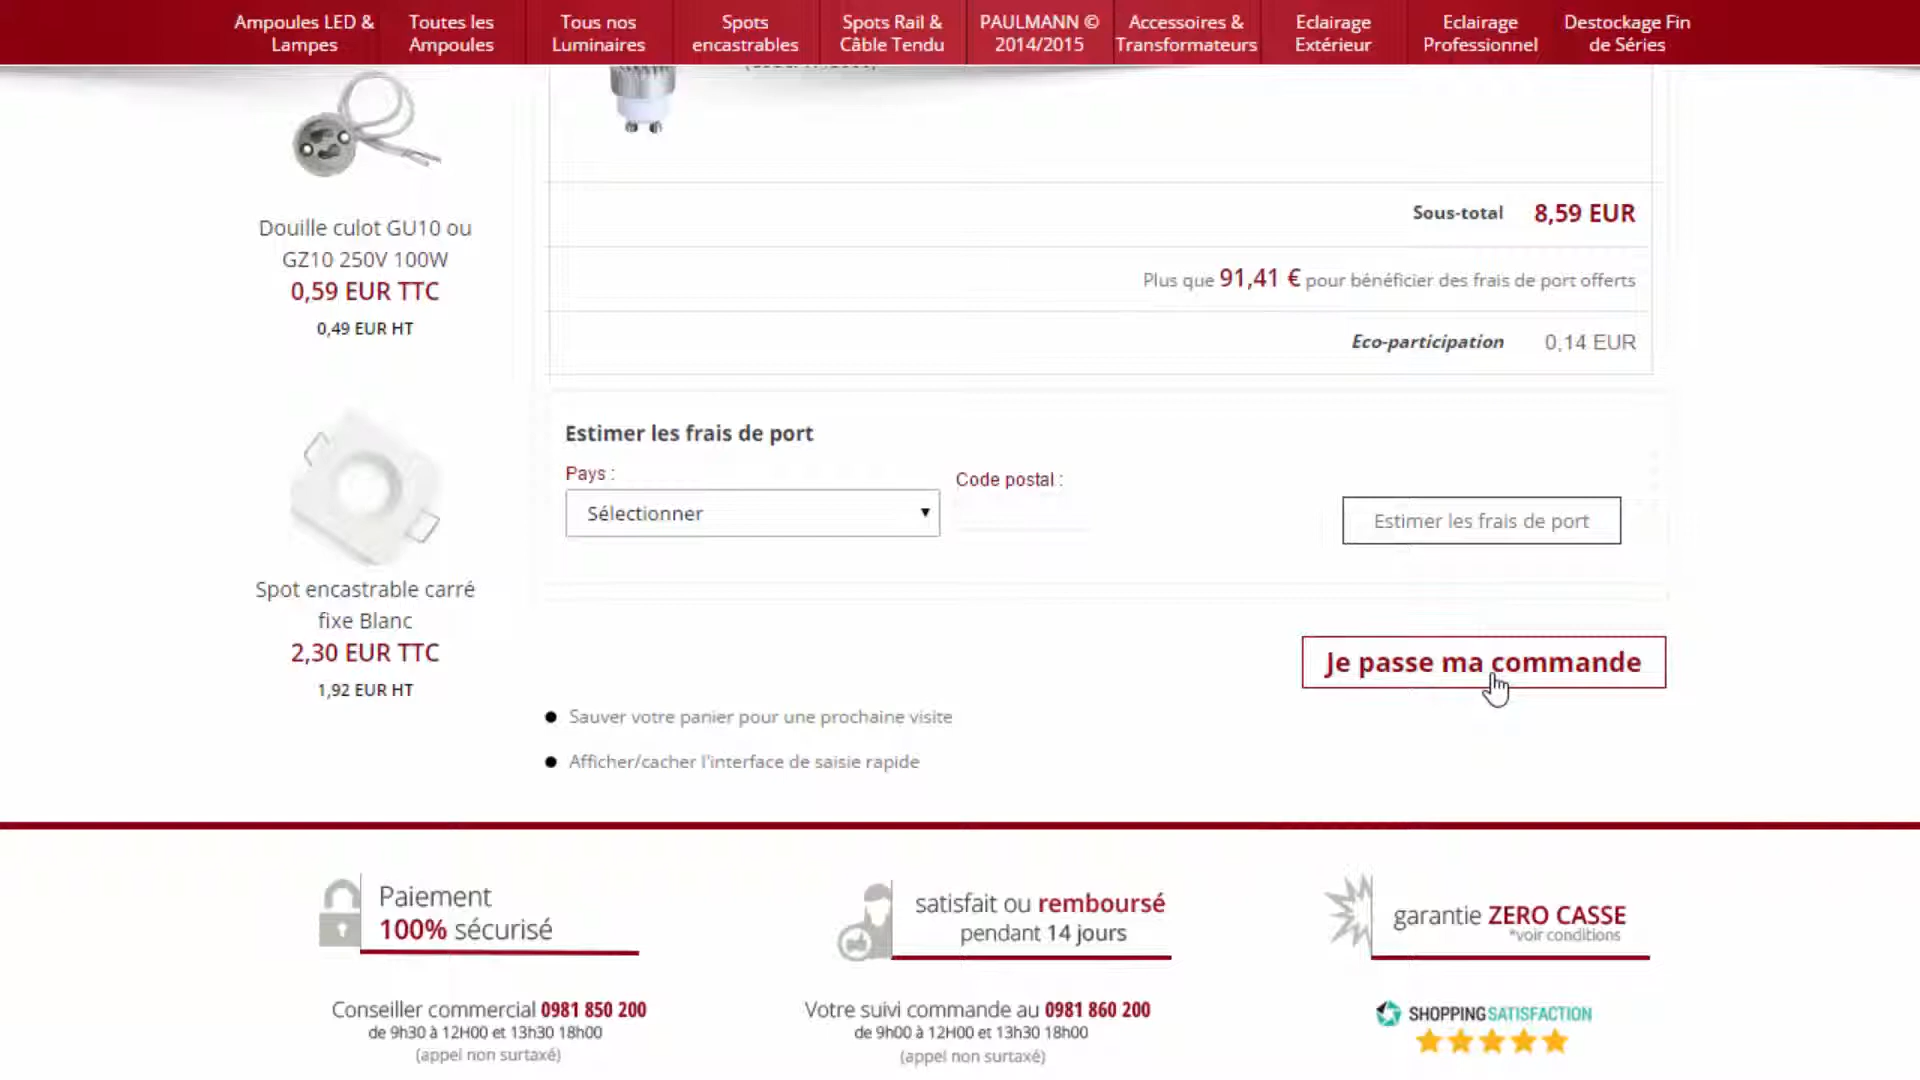 Ampoules LED & Lampes
Toutes les Ampoules
Tous nos Luminaires
Spots encastrables
Spots Rail & Câble Tendu
PAULMANN © 2014/2015
Accessoires & Transformateurs
Eclairage Extérieur
Eclairage Professionnel
Destockage Fin de Séries
Douille culot GU10 ou
GZ10 250V 100W
0,59 EUR TTC
0,49 EUR HT
Spot encastrable carré
fixe Blanc
2,30 EUR TTC
1,92 EUR HT
Sous-total 8,59 EUR
Plus que 91,41 € pour bénéficier des frais de port offerts
Eco-participation 0,14 EUR
Estimer les frais de port
Pays :
Sélectionner
Code postal :
Estimer les frais de port
Je passe ma commande
Sauver votre panier pour une prochaine visite
Afficher/cacher l'interface de saisie rapide
Paiement
100% sécurisé
satisfait ou remboursé
pendant 14 jours
garantie ZERO CASSE
*voir conditions
Conseiller commercial 0981 850 200
de 9h30 à 12H00 et 13h30 18h00
(appel non surtaxé)
Votre suivi commande au 0981 860 200
de 9h00 à 12H00 et 13h30 18h00
(appel non surtaxé)
SHOPPING SATISFACTION